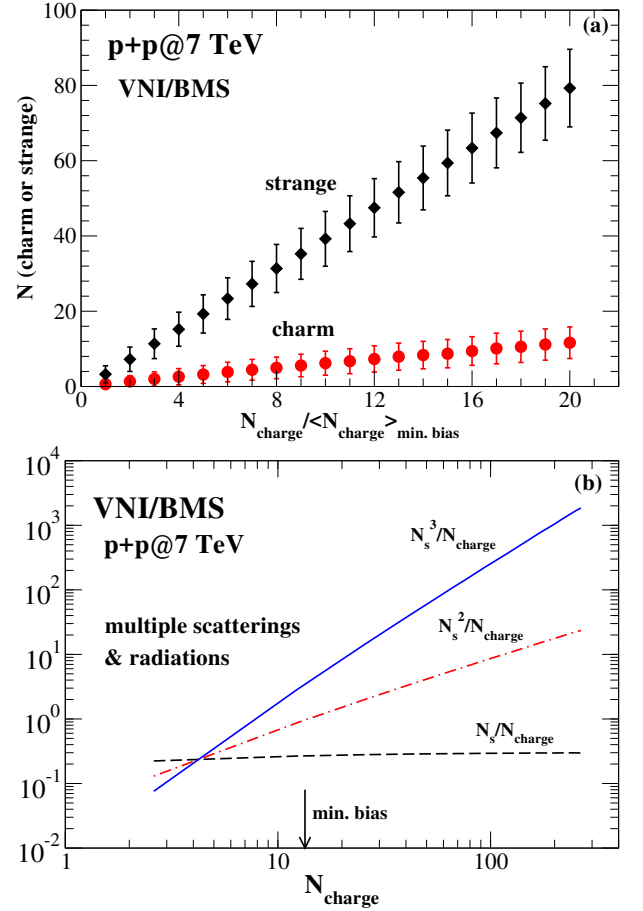 (a)
p+p@7 TeV
VNI/BMS
strange
charm
N (charm or strange)
0
20
40
60
80
100
0
4
8
12
16
20
N_charge/<N_charge>_min. bias
(b)
VNI/BMS
p+p@7 TeV
multiple scatterings
& radiations
N_s^3/N_charge
N_s^2/N_charge
N_s/N_charge
min. bias
10^4
10^3
10^2
10^1
10^0
10^-1
10^-2
1
10
100
N_charge